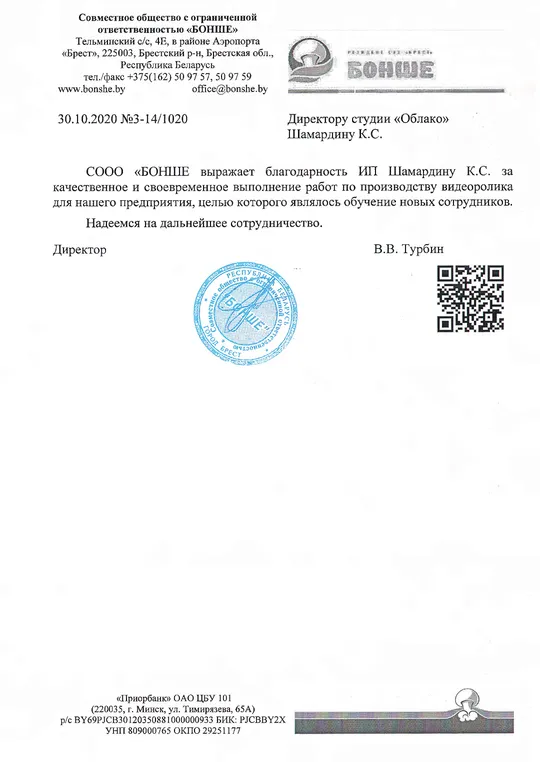 Совместное общество с ограниченной
ответственностью «БОНШЕ»
Тельминский с/с, 4Е, в районе Аэропорта
«Брест», 225003, Брестский р-н, Брестская обл.,
Республика Беларусь
тел./факс +375(162) 50 97 57, 50 97 59
www.bonshe.by office@bonshe.by
БОНШЕ
30.10.2020 №3-14/1020
Директору студии «Облако»
Шамардину К.С.
СООО «БОНШЕ выражает благодарность ИП Шамардину К.С. за
качественное и своевременное выполнение работ по производству видеоролика
для нашего предприятия, целью которого являлось обучение новых сотрудников.
Надеемся на дальнейшее сотрудничество.
Директор В.В. Турбин
РЕСПУБЛИКА БЕЛАРУСЬ
Совместное общество с ограниченной ответственностью
"БОНШЕ"
ГОРОД БРЕСТ
«Приорбанк» ОАО ЦБУ 101
(220035, г. Минск, ул. Тимирязева, 65А)
р/с BY69PJCB30120350881000000933 БИК: PJCBBY2X
УНП 809000765 ОКПО 29251177